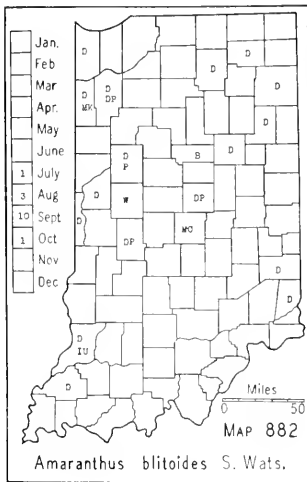 Jan.
Feb
Mar
Apr.
May
June
1 July
3 Aug
10 Sept
1 Oct
Nov
Dec
D
D
D
D
D
MK
D
DP
D
D
P
B
D
D
W
DP
D
DP
MC
D
D
D
IU
D
Miles
0 50
MAP 882
Amaranthus blitoides S. Wats.